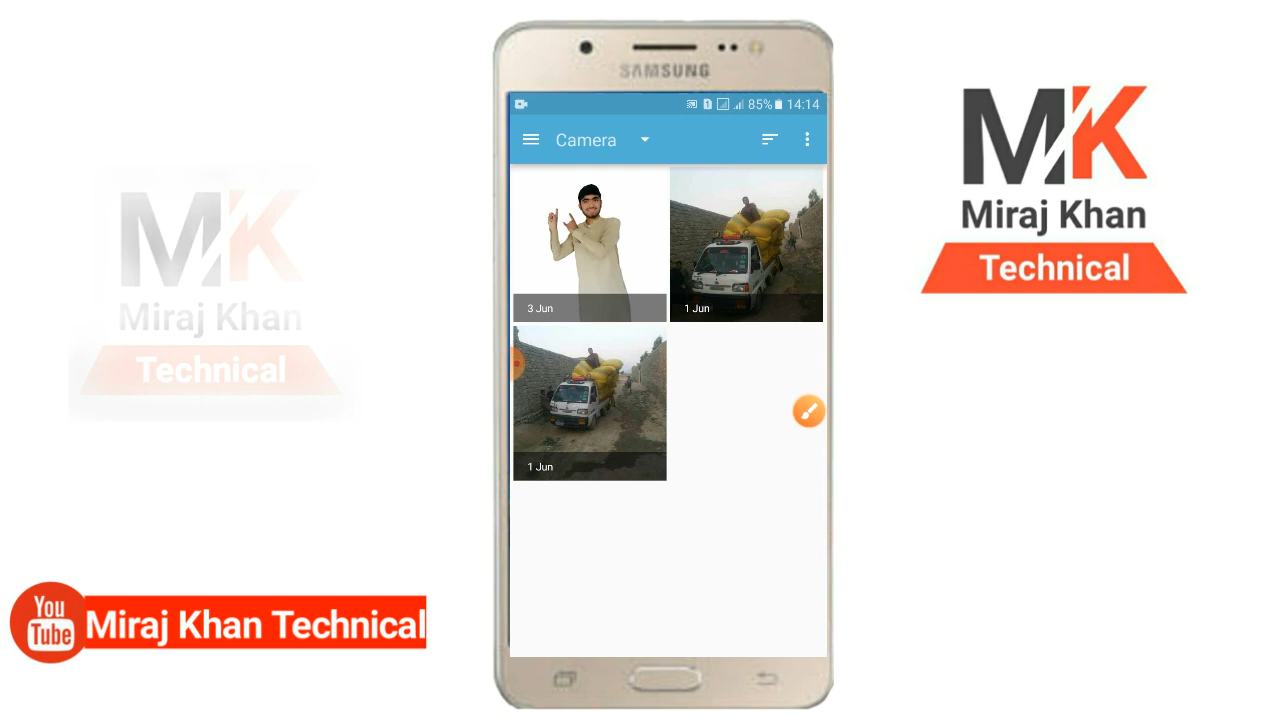 SAMSUNG
85% 14:14
Camera
3 Jun
1 Jun
1 Jun
MK
Miraj Khan
Technical
MK
Miraj Khan
Technical
You
Tube
Miraj Khan Technical